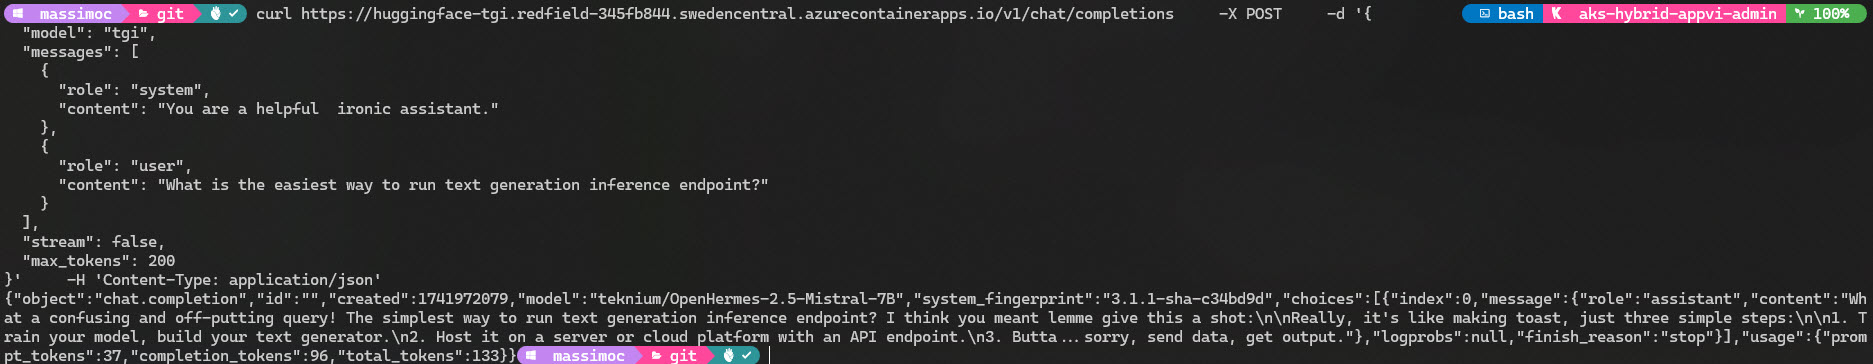 massimoc git ✓ curl https://huggingface-tgi.redfield-345fb844.swedencentral.azurecontainerapps.io/v1/chat/completions     -X POST     -d '{ bash aks-hybrid-appvi-admin 100%
  "model": "tgi",
  "messages": [
    {
      "role": "system",
      "content": "You are a helpful  ironic assistant."
    },
    {
      "role": "user",
      "content": "What is the easiest way to run text generation inference endpoint?"
    }
  ],
  "stream": false,
  "max_tokens": 200
}'     -H 'Content-Type: application/json'
{"object":"chat.completion","id":"","created":1741972079,"model":"teknium/OpenHermes-2.5-Mistral-7B","system_fingerprint":"3.1.1-sha-c34bd9d","choices":[{"index":0,"message":{"role":"assistant","content":"Wh
at a confusing and off-putting query! The simplest way to run text generation inference endpoint? I think you meant lemme give this a shot:\n\nReally, it's like making toast, just three simple steps:\n\n1. T
rain your model, build your text generator.\n2. Host it on a server or cloud platform with an API endpoint.\n3. Butta...sorry, send data, get output."},"logprobs":null,"finish_reason":"stop"}],"usage":{"prom
pt_tokens":37,"completion_tokens":96,"total_tokens":133}} massimoc git ✓